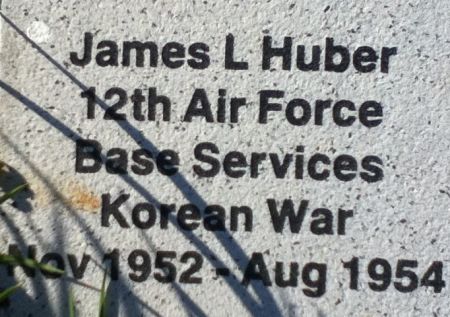 James L Huber
12th Air Force
Base Services
Korean War
Nov 1952 - Aug 1954